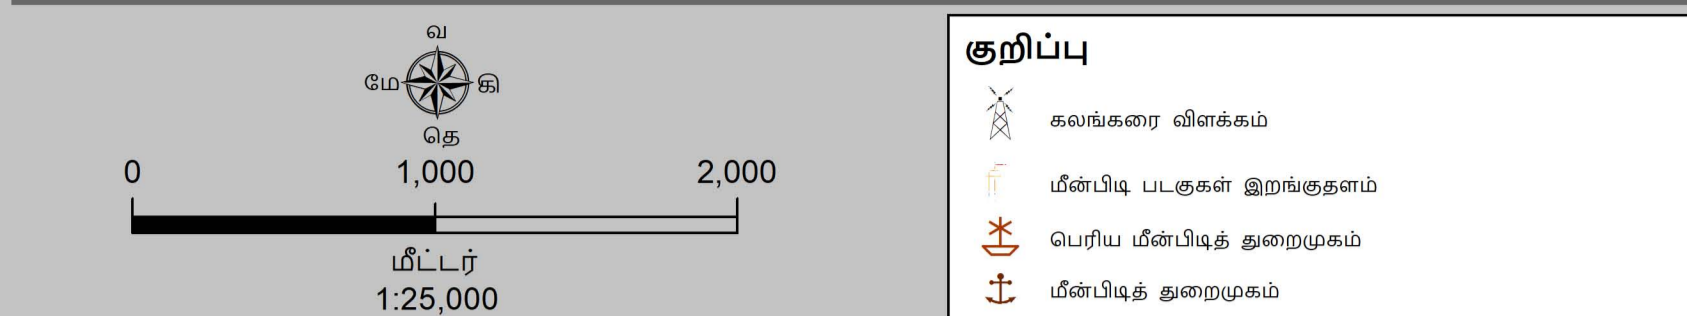 வ
மே கி
தெ
0 1,000 2,000
மீட்டர்
1:25,000
குறிப்பு
கலங்கரை விளக்கம்
மீன்பிடி படகுகள் இறங்குதளம்
பெரிய மீன்பிடித் துறைமுகம்
மீன்பிடித் துறைமுகம்